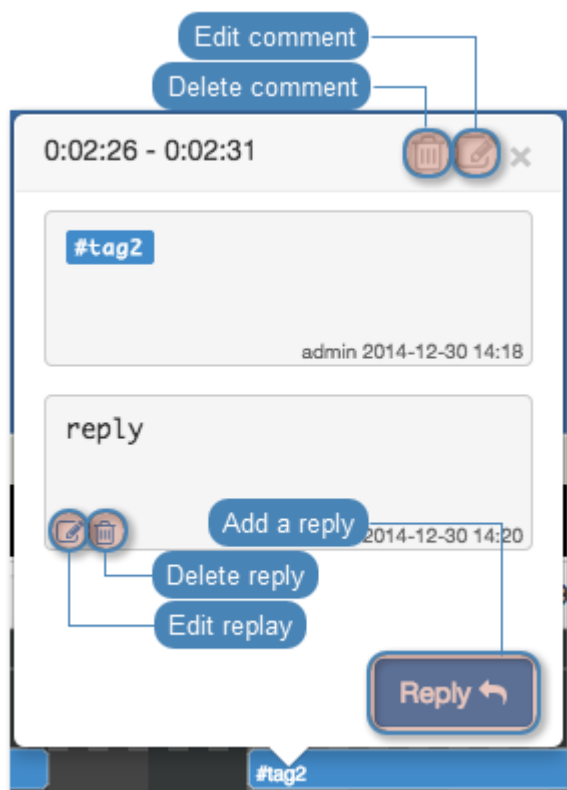 Edit comment
Delete comment
0:02:26 - 0:02:31
#tag2
admin 2014-12-30 14:18
reply
Add a reply
2014-12-30 14:20
Delete reply
Edit replay
Reply
#tag2